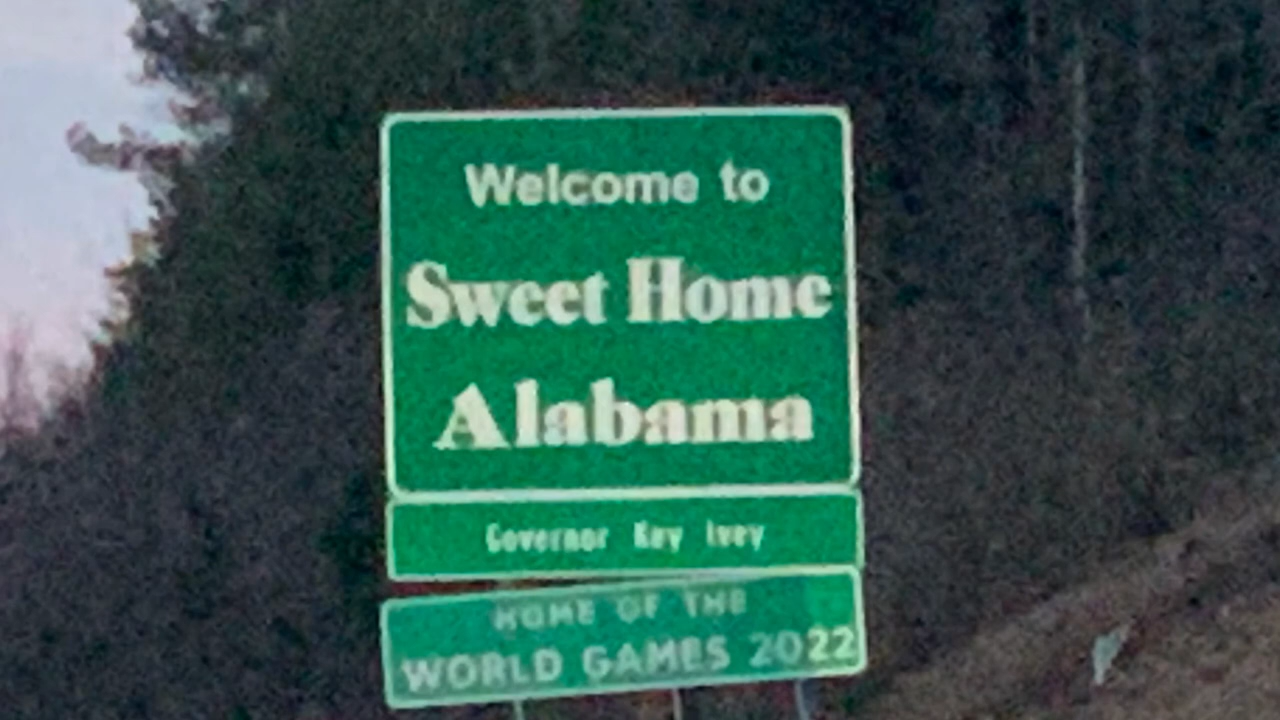 Welcome to
Sweet Home
Alabama
Governor Kay Ivey
HOME OF THE
WORLD GAMES 2022